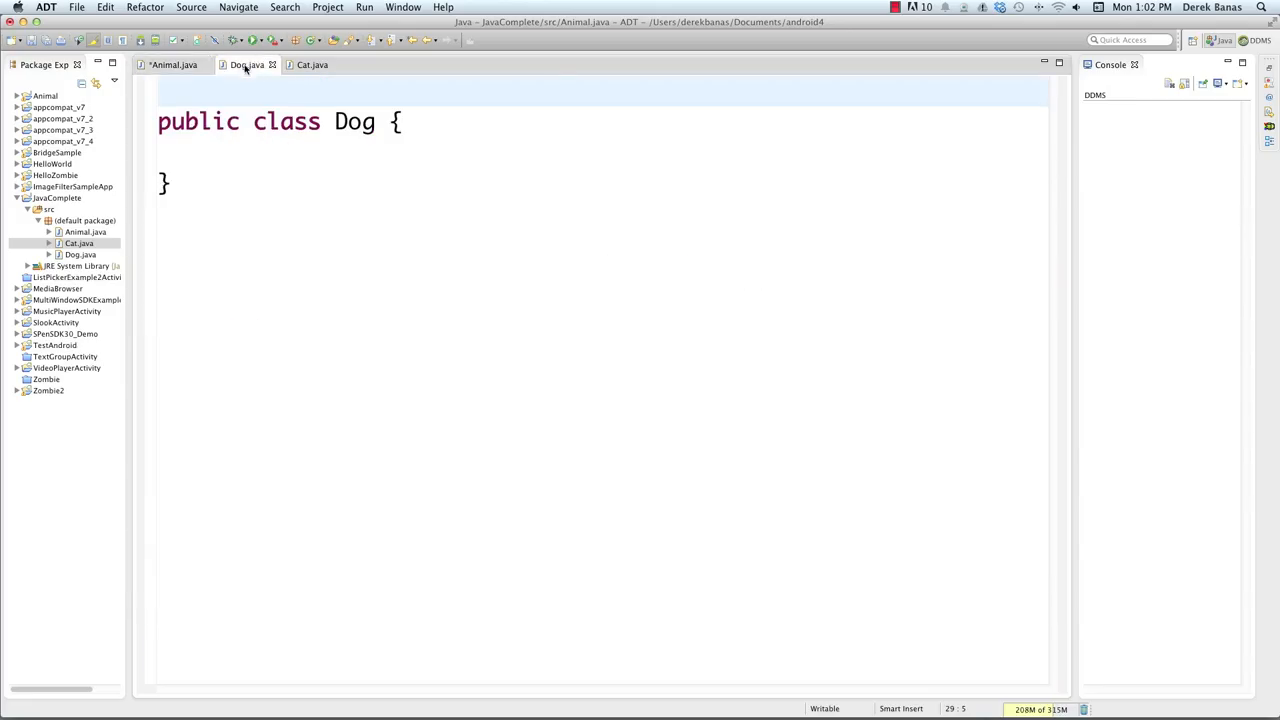 ADT File Edit Refactor Source Navigate Search Project Run Window Help 10 Mon 1:02 PM Derek Banas
Java – JavaComplete/src/Animal.java – ADT – /Users/derekbanas/Documents/android4
Quick Access Java DDMS
Package Exp
*Animal.java Dog.java Cat.java
Console
DDMS
Animal
appcompat_v7
appcompat_v7_2
appcompat_v7_3
appcompat_v7_4
BridgeSample
HelloWorld
HelloZombie
ImageFilterSampleApp
JavaComplete
src
(default package)
Animal.java
Cat.java
Dog.java
JRE System Library [Ja
ListPickerExample2Activi
MediaBrowser
MultiWindowSDKExample
MusicPlayerActivity
SlookActivity
SPenSDK30_Demo
TestAndroid
TextGroupActivity
VideoPlayerActivity
Zombie
Zombie2
public class Dog {
}
Writable Smart Insert 29 : 5 208M of 315M